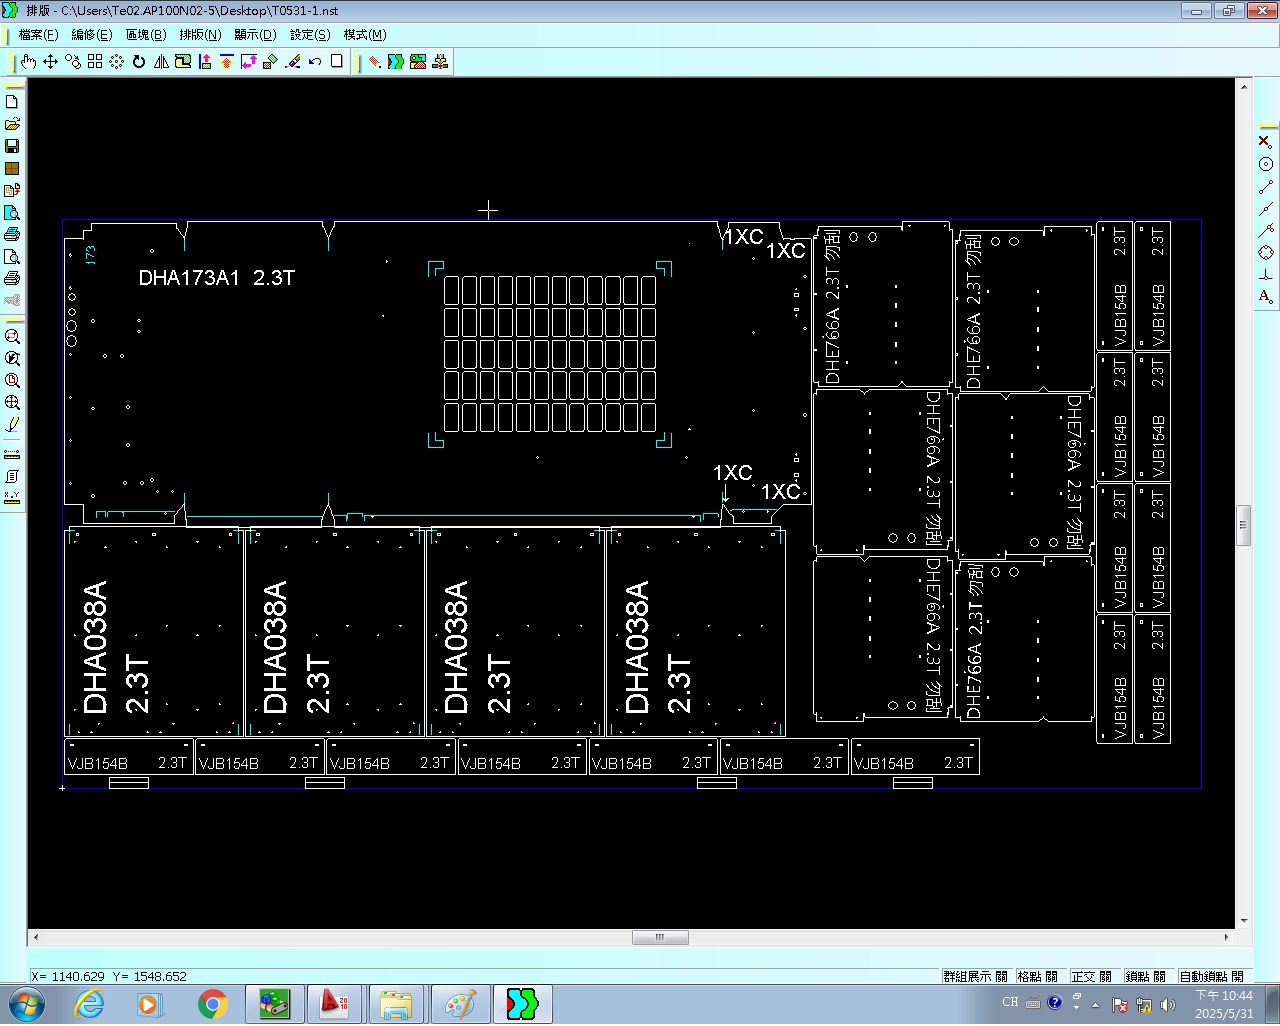 排版 - C:\Users\Te02.AP100N02-5\Desktop\T0531-1.nst
檔案(F) 編修(E) 區塊(B) 排版(N) 顯示(D) 設定(S) 模式(M)
173
DHA173A1 2.3T
1XC
1XC
1XC
1XC
DHE766A 2.3T 勿刮
DHE766A 2.3T 勿刮
DHE766A 2.3T 勿刮
DHE766A 2.3T 勿刮
DHE766A 2.3T 勿刮
DHE766A 2.3T 勿刮
VJB154B 2.3T
VJB154B 2.3T
VJB154B 2.3T
VJB154B 2.3T
VJB154B 2.3T
VJB154B 2.3T
VJB154B 2.3T
VJB154B 2.3T
DHA038A
2.3T
DHA038A
2.3T
DHA038A
2.3T
DHA038A
2.3T
VJB154B 2.3T
VJB154B 2.3T
VJB154B 2.3T
VJB154B 2.3T
VJB154B 2.3T
VJB154B 2.3T
VJB154B 2.3T
X= 1140.629 Y= 1548.652
群組展示 關 格點 關 正交 關 鎖點 關 自動鎖點 關
CH
下午 10:44
2025/5/31